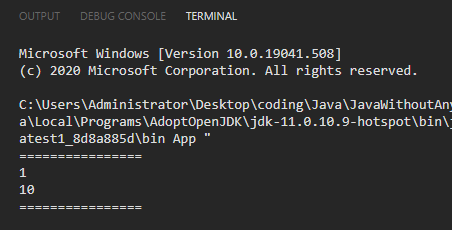 OUTPUT DEBUG CONSOLE TERMINAL
Microsoft Windows [Version 10.0.19041.508]
(c) 2020 Microsoft Corporation. All rights reserved.
C:\Users\Administrator\Desktop\coding\Java\JavaWithoutAny
a\Local\Programs\AdoptOpenJDK\jdk-11.0.10.9-hotspot\bin\j
atest1_8d8a885d\bin App "
================
1
10
================